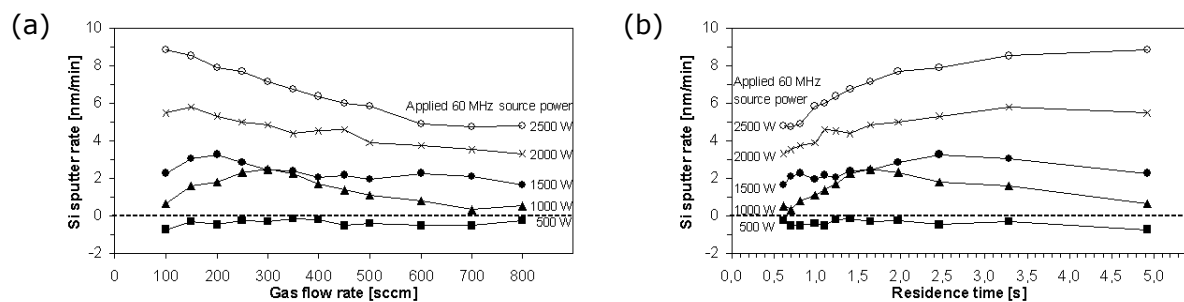 (a)
Si sputter rate [nm/min]
10
8
6
4
2
0
-2
Applied 60 MHz source power
2500 W
2000 W
1500 W
1000 W
500 W
0 100 200 300 400 500 600 700 800
Gas flow rate [sccm]
(b)
Si sputter rate [nm/min]
10
8
6
4
2
0
-2
Applied 60 MHz
source power
2500 W
2000 W
1500 W
1000 W
500 W
0,0 0,5 1,0 1,5 2,0 2,5 3,0 3,5 4,0 4,5 5,0
Residence time [s]